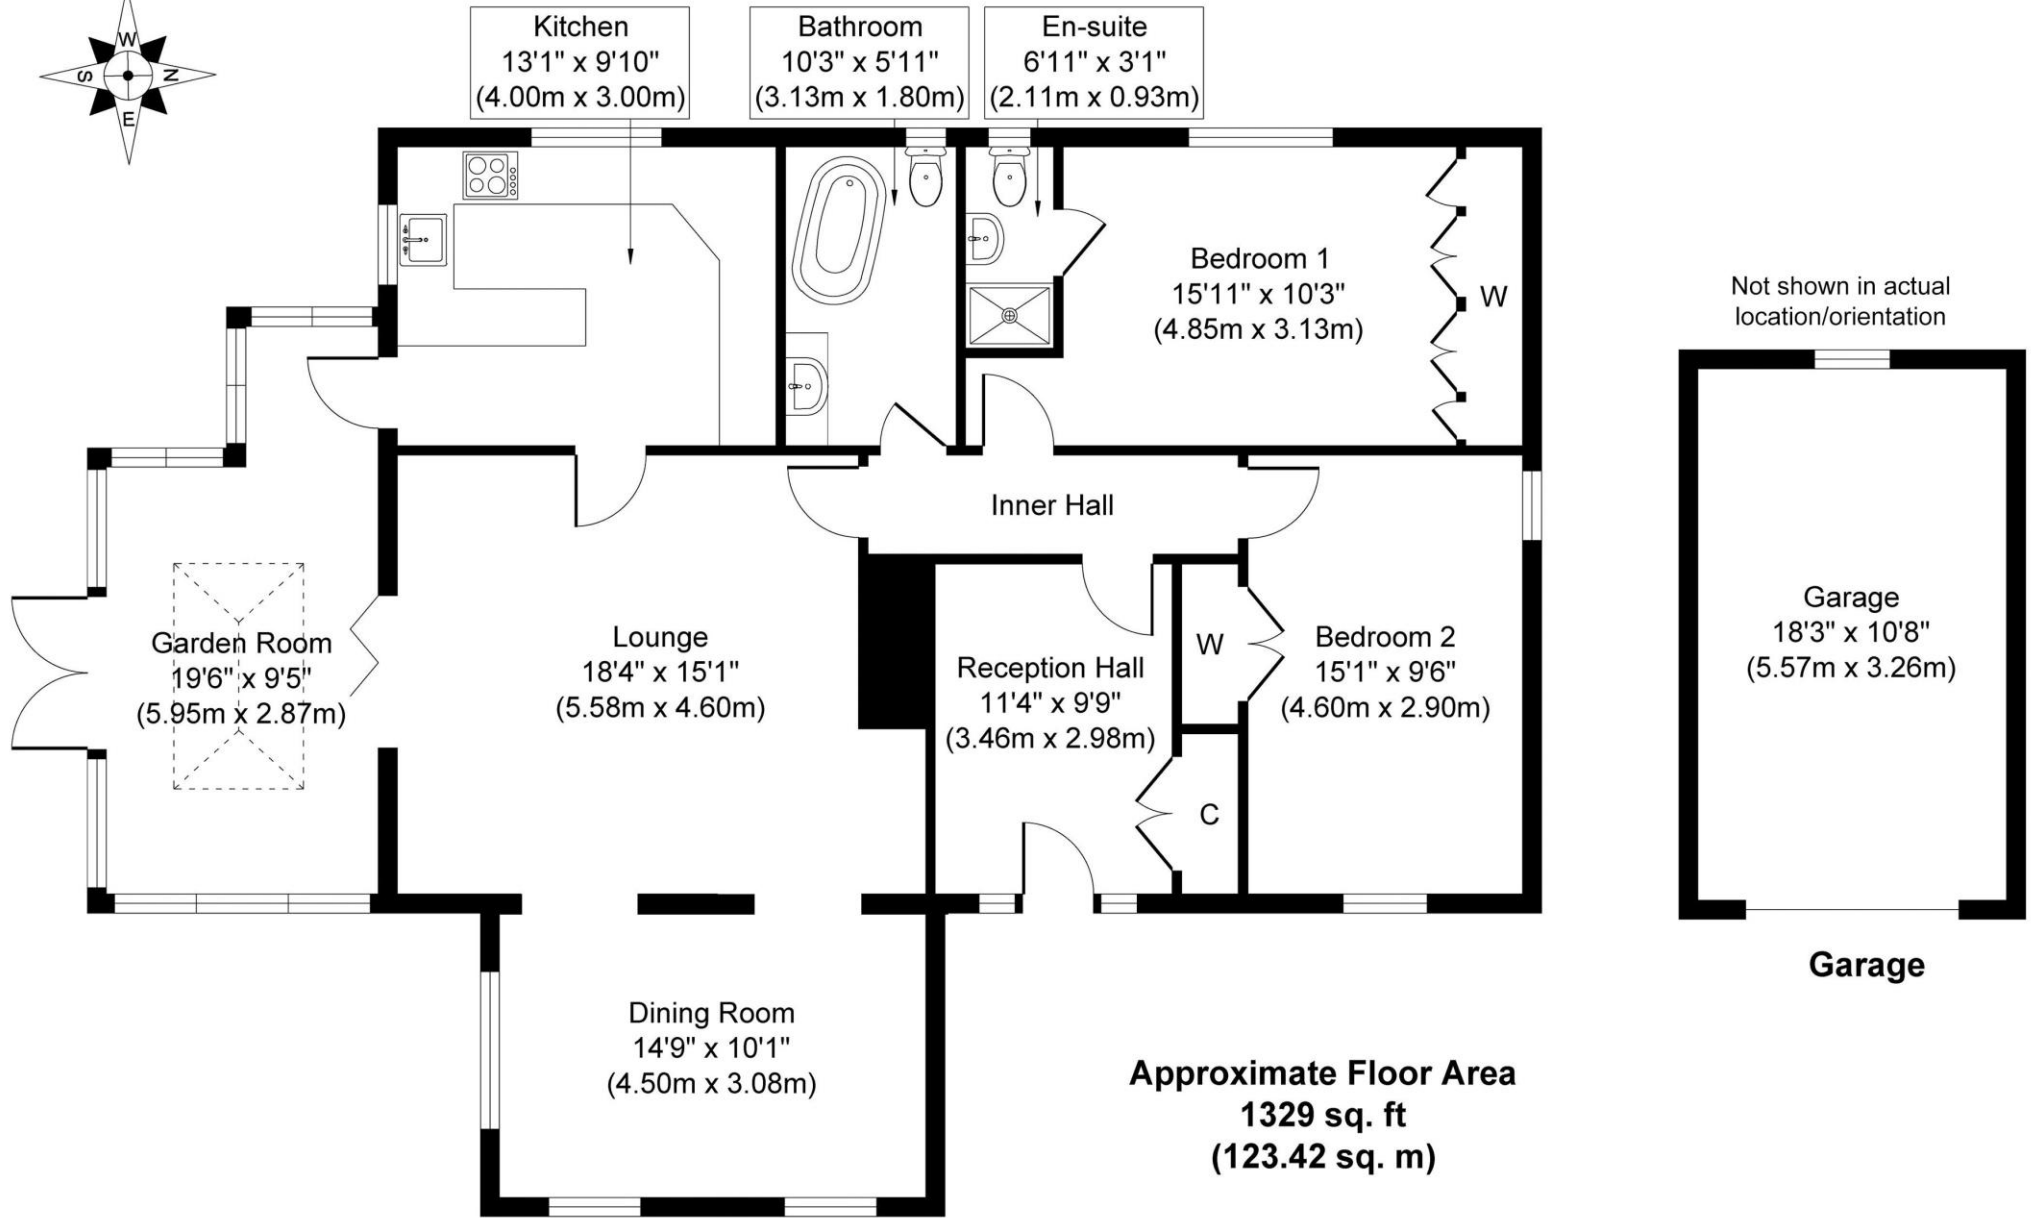 W
S
N
E
Kitchen
13'1" x 9'10"
(4.00m x 3.00m)
Bathroom
10'3" x 5'11"
(3.13m x 1.80m)
En-suite
6'11" x 3'1"
(2.11m x 0.93m)
Bedroom 1
15'11" x 10'3"
(4.85m x 3.13m)
W
Not shown in actual
location/orientation
Inner Hall
Garden Room
19'6" x 9'5"
(5.95m x 2.87m)
Lounge
18'4" x 15'1"
(5.58m x 4.60m)
Reception Hall
11'4" x 9'9"
(3.46m x 2.98m)
W
C
Bedroom 2
15'1" x 9'6"
(4.60m x 2.90m)
Garage
18'3" x 10'8"
(5.57m x 3.26m)
Garage
Dining Room
14'9" x 10'1"
(4.50m x 3.08m)
Approximate Floor Area
1329 sq. ft
(123.42 sq. m)